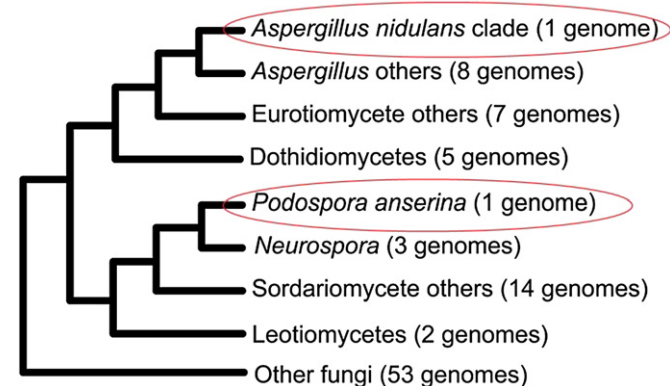 Aspergillus nidulans clade (1 genome)
Aspergillus others (8 genomes)
Eurotiomycete others (7 genomes)
Dothidiomycetes (5 genomes)
Podospora anserina (1 genome)
Neurospora (3 genomes)
Sordariomycete others (14 genomes)
Leotiomycetes (2 genomes)
Other fungi (53 genomes)